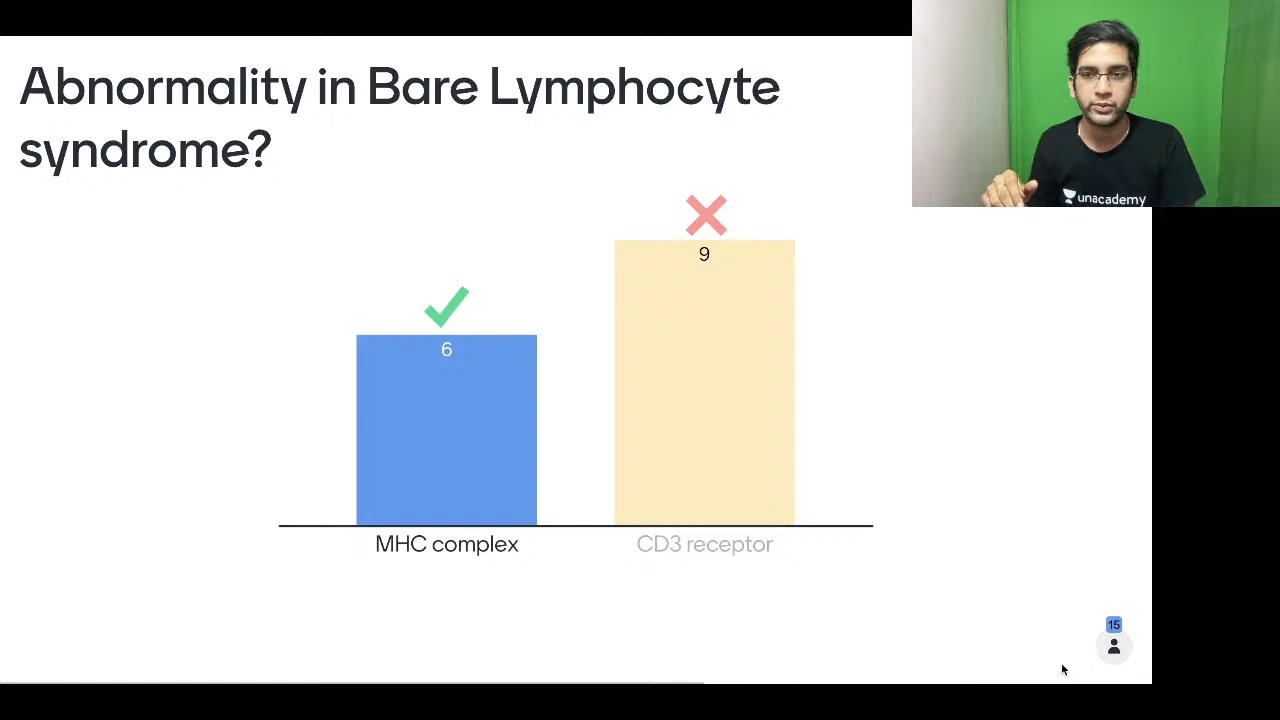 Abnormality in Bare Lymphocyte
syndrome?
unacademy
9
6
MHC complex
CD3 receptor
15